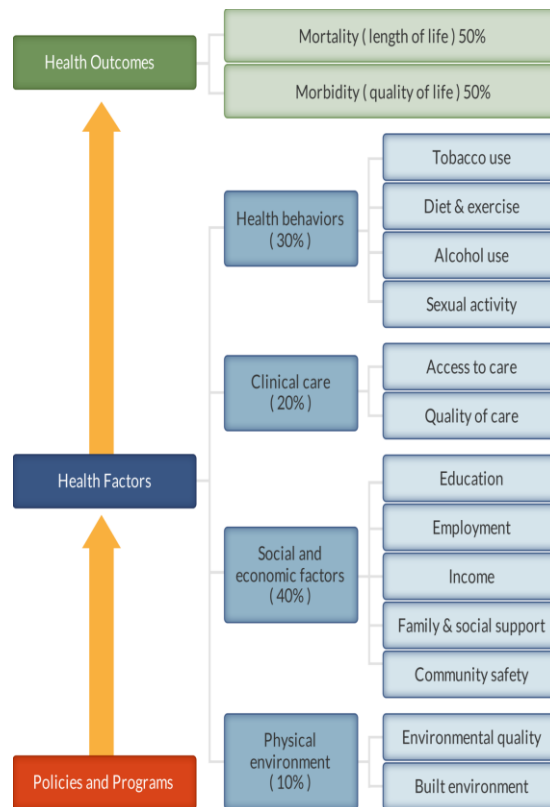 Health Outcomes
Mortality ( length of life ) 50%
Morbidity ( quality of life ) 50%
Health Factors
Health behaviors
( 30% )
Tobacco use
Diet & exercise
Alcohol use
Sexual activity
Clinical care
( 20% )
Access to care
Quality of care
Social and
economic factors
( 40% )
Education
Employment
Income
Family & social support
Community safety
Physical
environment
( 10% )
Environmental quality
Built environment
Policies and Programs